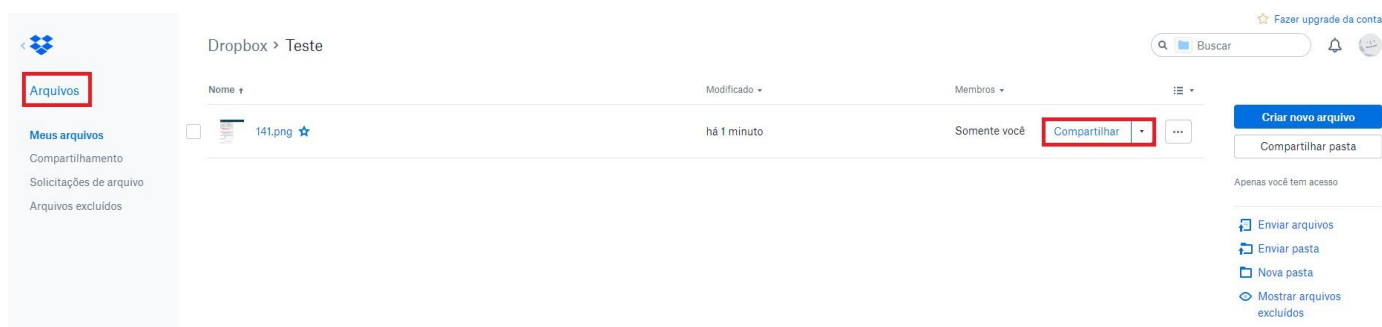 Fazer upgrade da conta
Dropbox > Teste
Buscar
Arquivos
Nome ↑
Modificado
Membros
Criar novo arquivo
Meus arquivos
141.png
há 1 minuto
Somente você
Compartilhar
...
Compartilhar pasta
Compartilhamento
Solicitações de arquivo
Apenas você tem acesso
Arquivos excluídos
Enviar arquivos
Enviar pasta
Nova pasta
Mostrar arquivos
excluídos